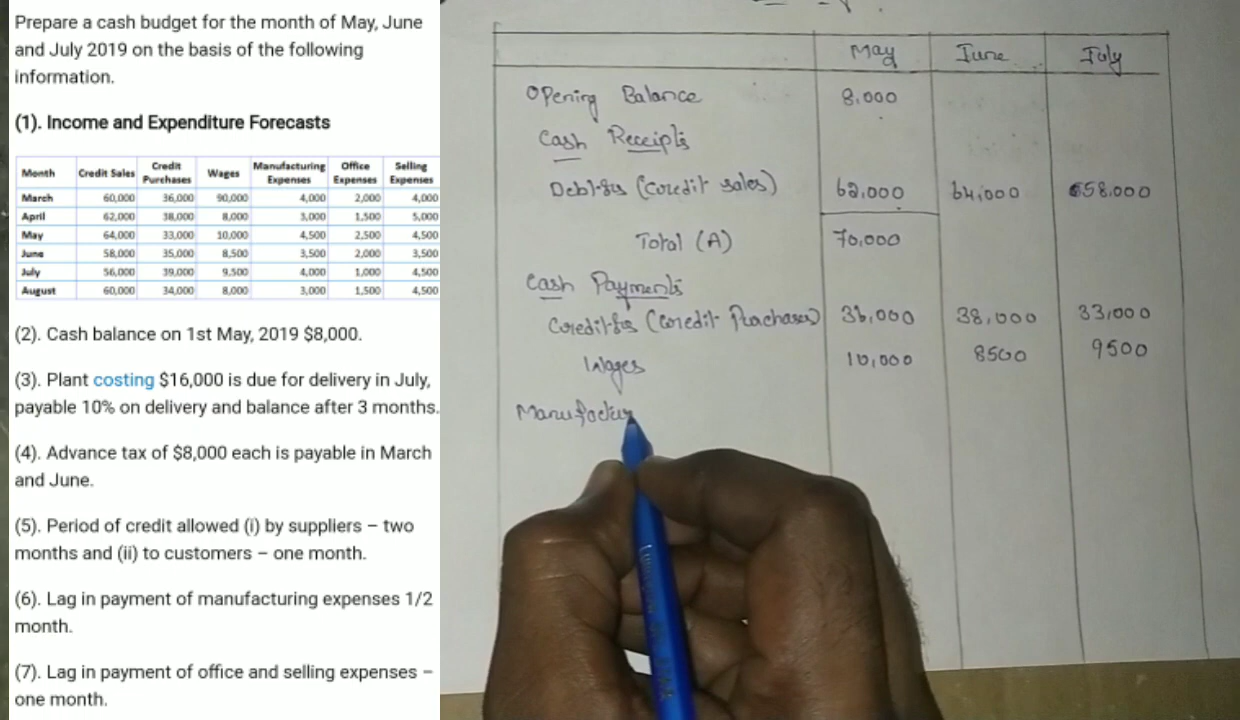 Prepare a cash budget for the month of May, June
and July 2019 on the basis of the following
information.
(1). Income and Expenditure Forecasts
Month Credit Sales Credit Purchases Wages Manufacturing Expenses Office Expenses Selling Expenses
March 60,000 36,000 90,000 4,000 2,000 4,000
April 62,000 38,000 8,000 3,000 1,500 5,000
May 64,000 33,000 10,000 4,500 2,500 4,500
June 58,000 35,000 8,500 3,500 2,000 3,500
July 56,000 39,000 9,500 4,000 1,000 4,500
August 60,000 34,000 8,000 3,000 1,500 4,500
(2). Cash balance on 1st May, 2019 $8,000.
(3). Plant costing $16,000 is due for delivery in July,
payable 10% on delivery and balance after 3 months.
(4). Advance tax of $8,000 each is payable in March
and June.
(5). Period of credit allowed (i) by suppliers – two
months and (ii) to customers – one month.
(6). Lag in payment of manufacturing expenses 1/2
month.
(7). Lag in payment of office and selling expenses –
one month.
May June July
Opening Balance 8,000
Cash Receipts
Debtors (Credit sales) 62,000 64,000 58,000
Total (A) 70,000
Cash Payments
Creditors (Credit Purchases) 36,000 38,000 33,000
Wages 10,000 8500 9500
Manufactur